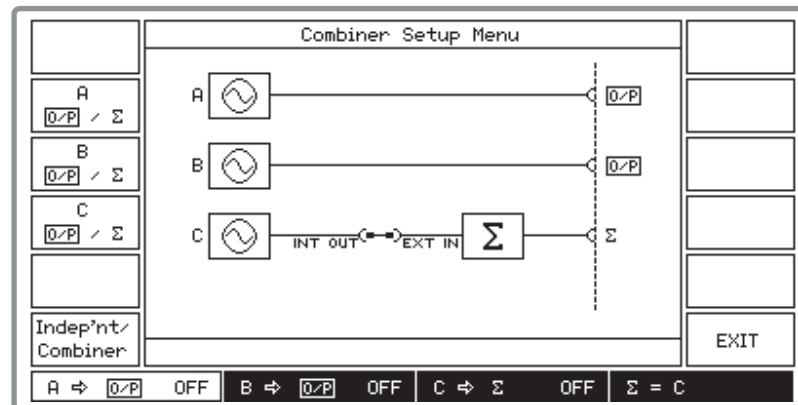 Combiner Setup Menu
A
O/P / Σ
B
O/P / Σ
C
O/P / Σ
Indep'nt/
Combiner
A O/P
B O/P
C INT OUT EXT IN Σ Σ
EXIT
A ⇨ O/P OFF B ⇨ O/P OFF C ⇨ Σ OFF Σ = C